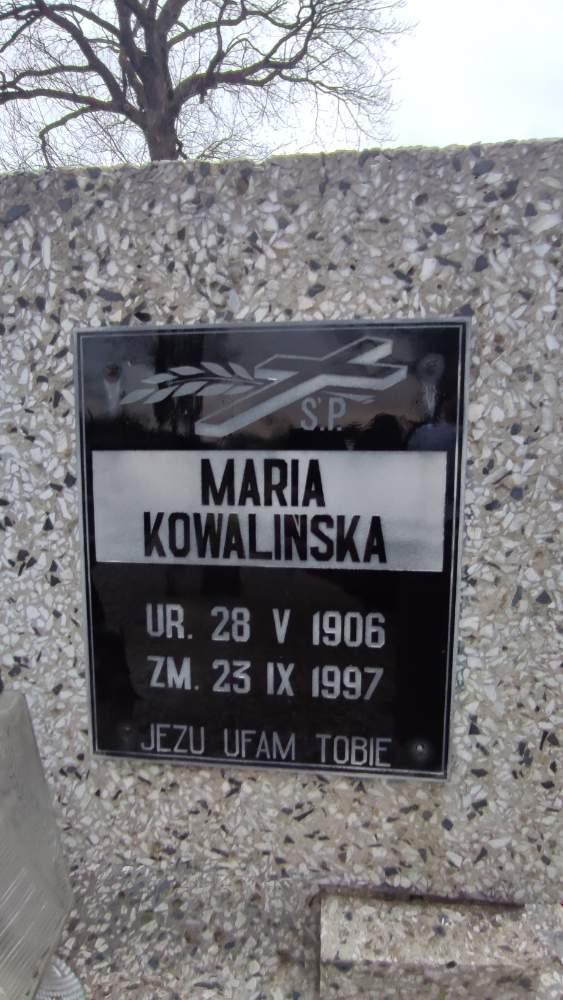 Ś.P.
MARIA
KOWALIŃSKA
UR. 28 V 1906
ZM. 23 IX 1997
JEZU UFAM TOBIE